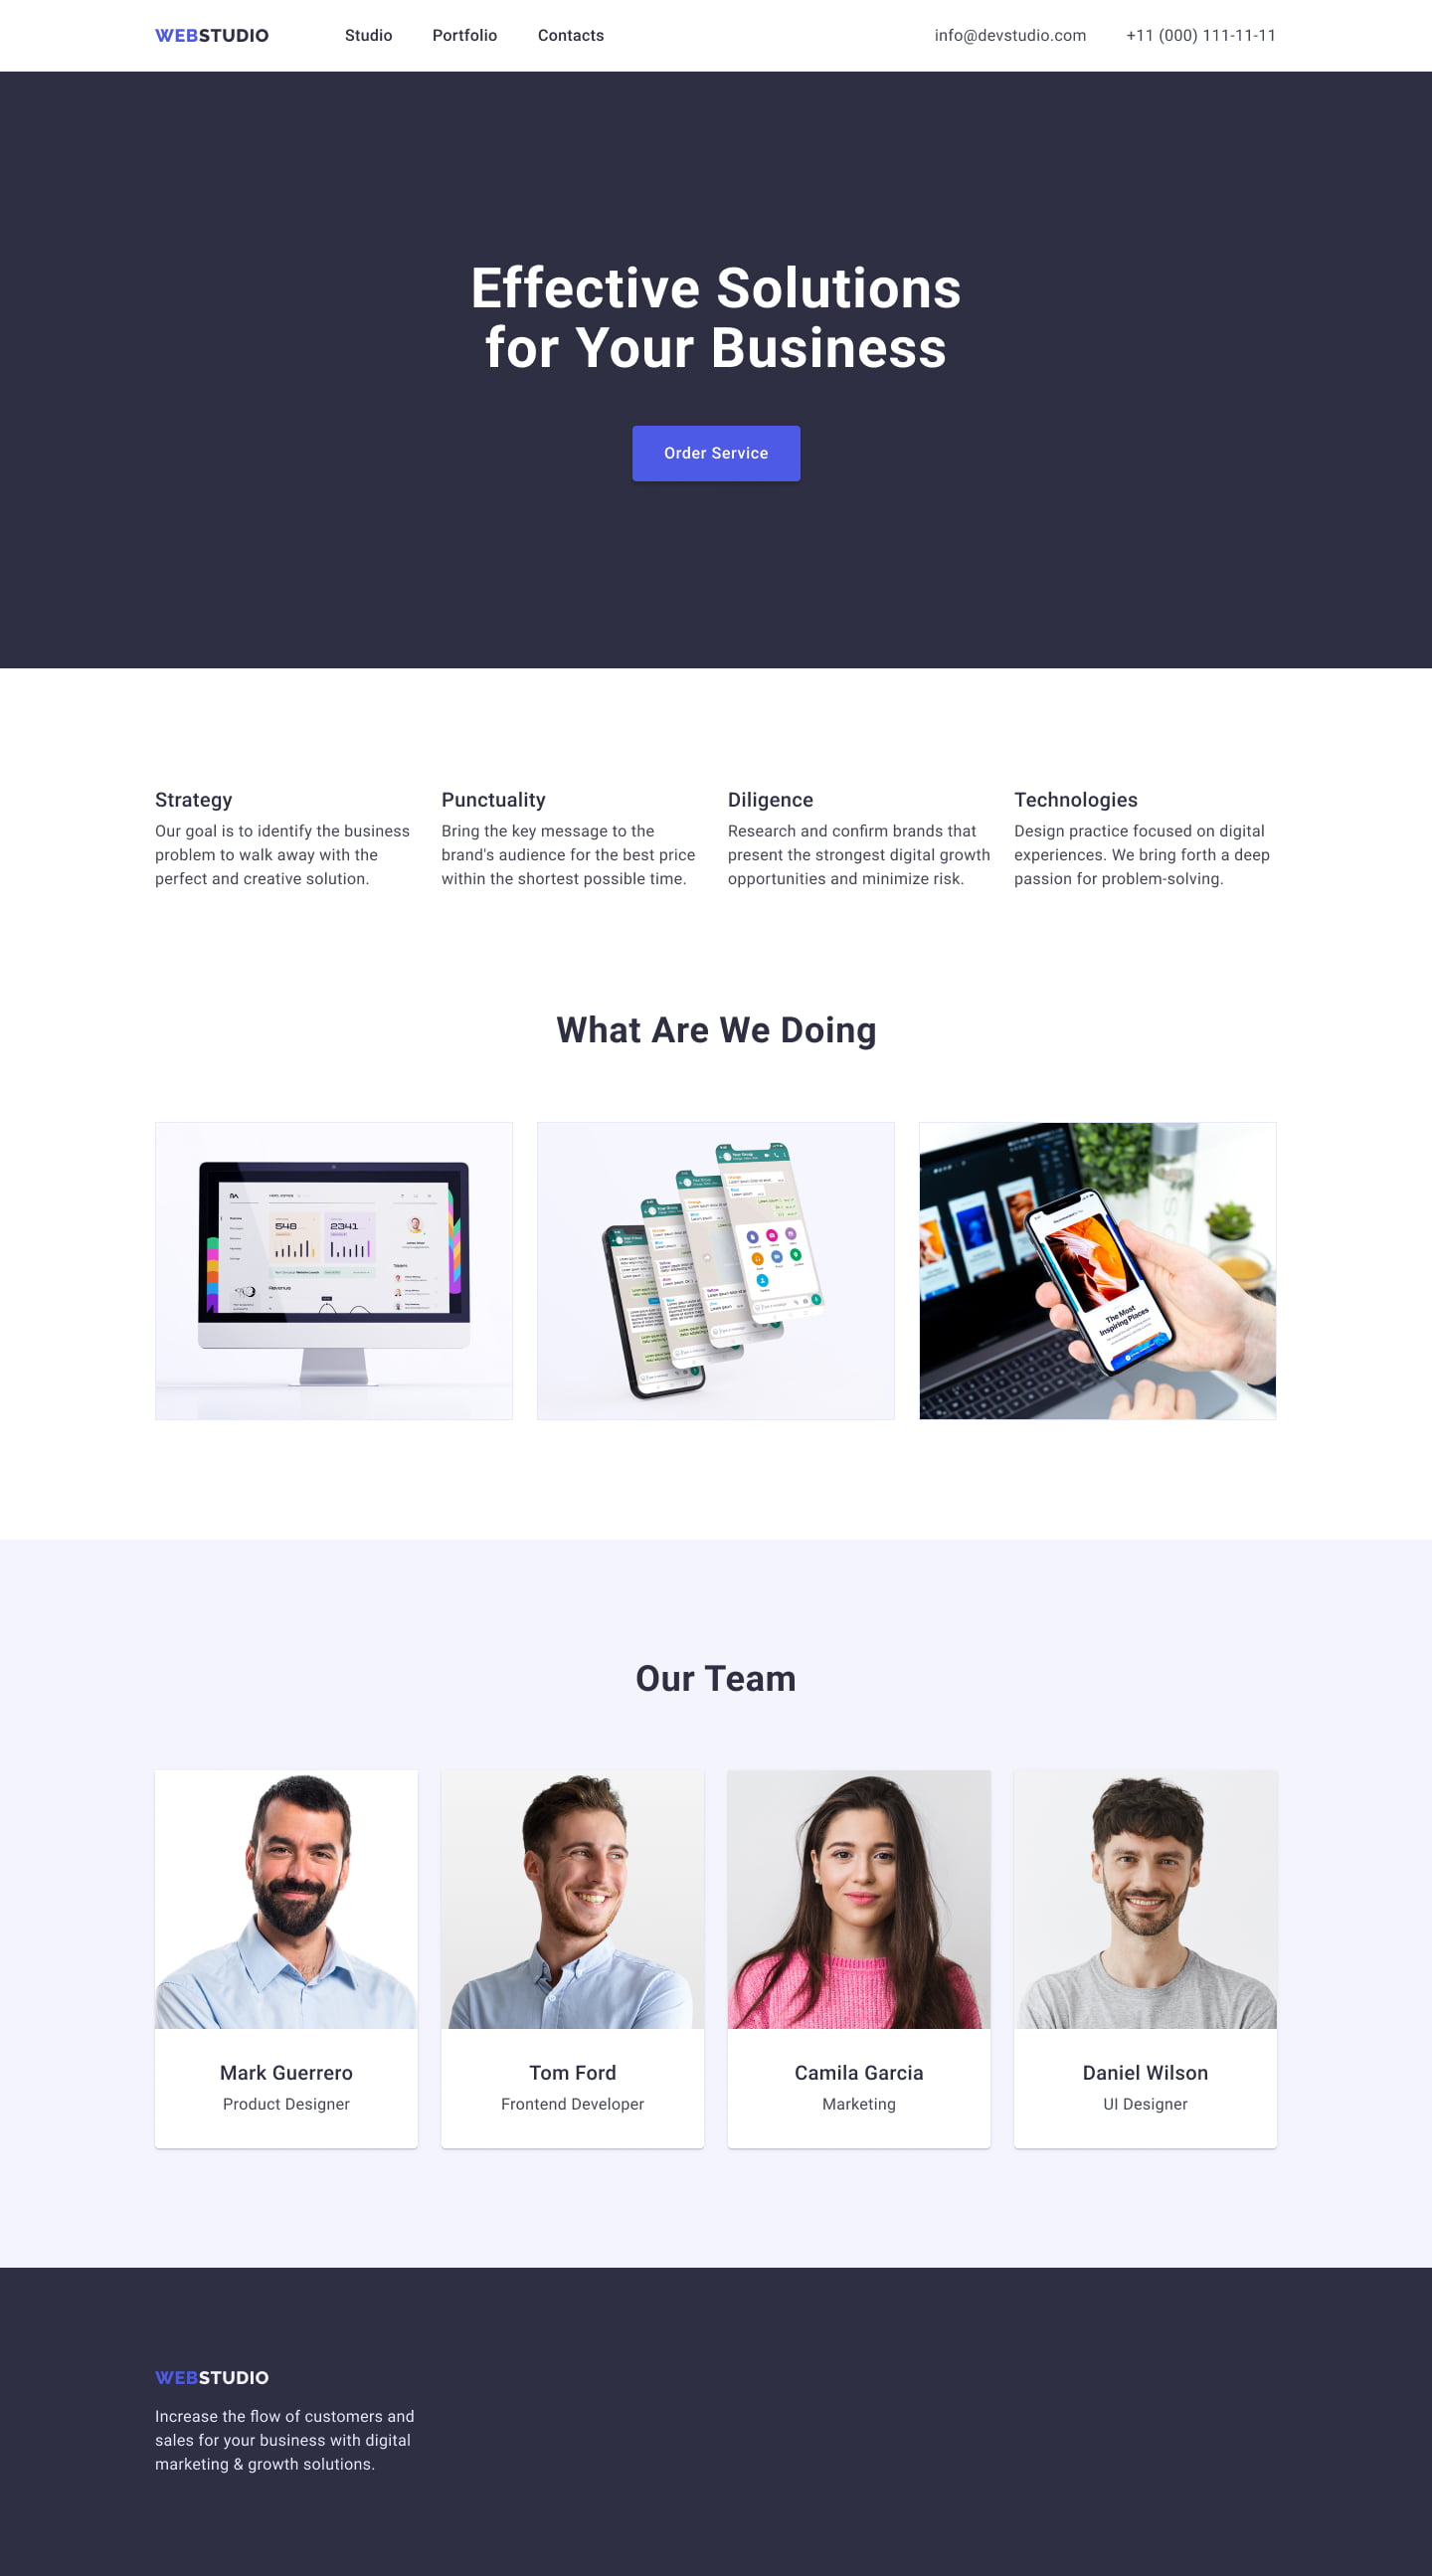 WEBSTUDIO Studio Portfolio Contacts info@devstudio.com +11 (000) 111-11-11
Effective Solutions
for Your Business
Order Service
Strategy
Our goal is to identify the business
problem to walk away with the
perfect and creative solution.
Punctuality
Bring the key message to the
brand's audience for the best price
within the shortest possible time.
Diligence
Research and confirm brands that
present the strongest digital growth
opportunities and minimize risk.
Technologies
Design practice focused on digital
experiences. We bring forth a deep
passion for problem-solving.
What Are We Doing
548
2341
Revenue
The Most
Inspiring Places
Our Team
Mark Guerrero
Product Designer
Tom Ford
Frontend Developer
Camila Garcia
Marketing
Daniel Wilson
UI Designer
WEBSTUDIO
Increase the flow of customers and
sales for your business with digital
marketing & growth solutions.